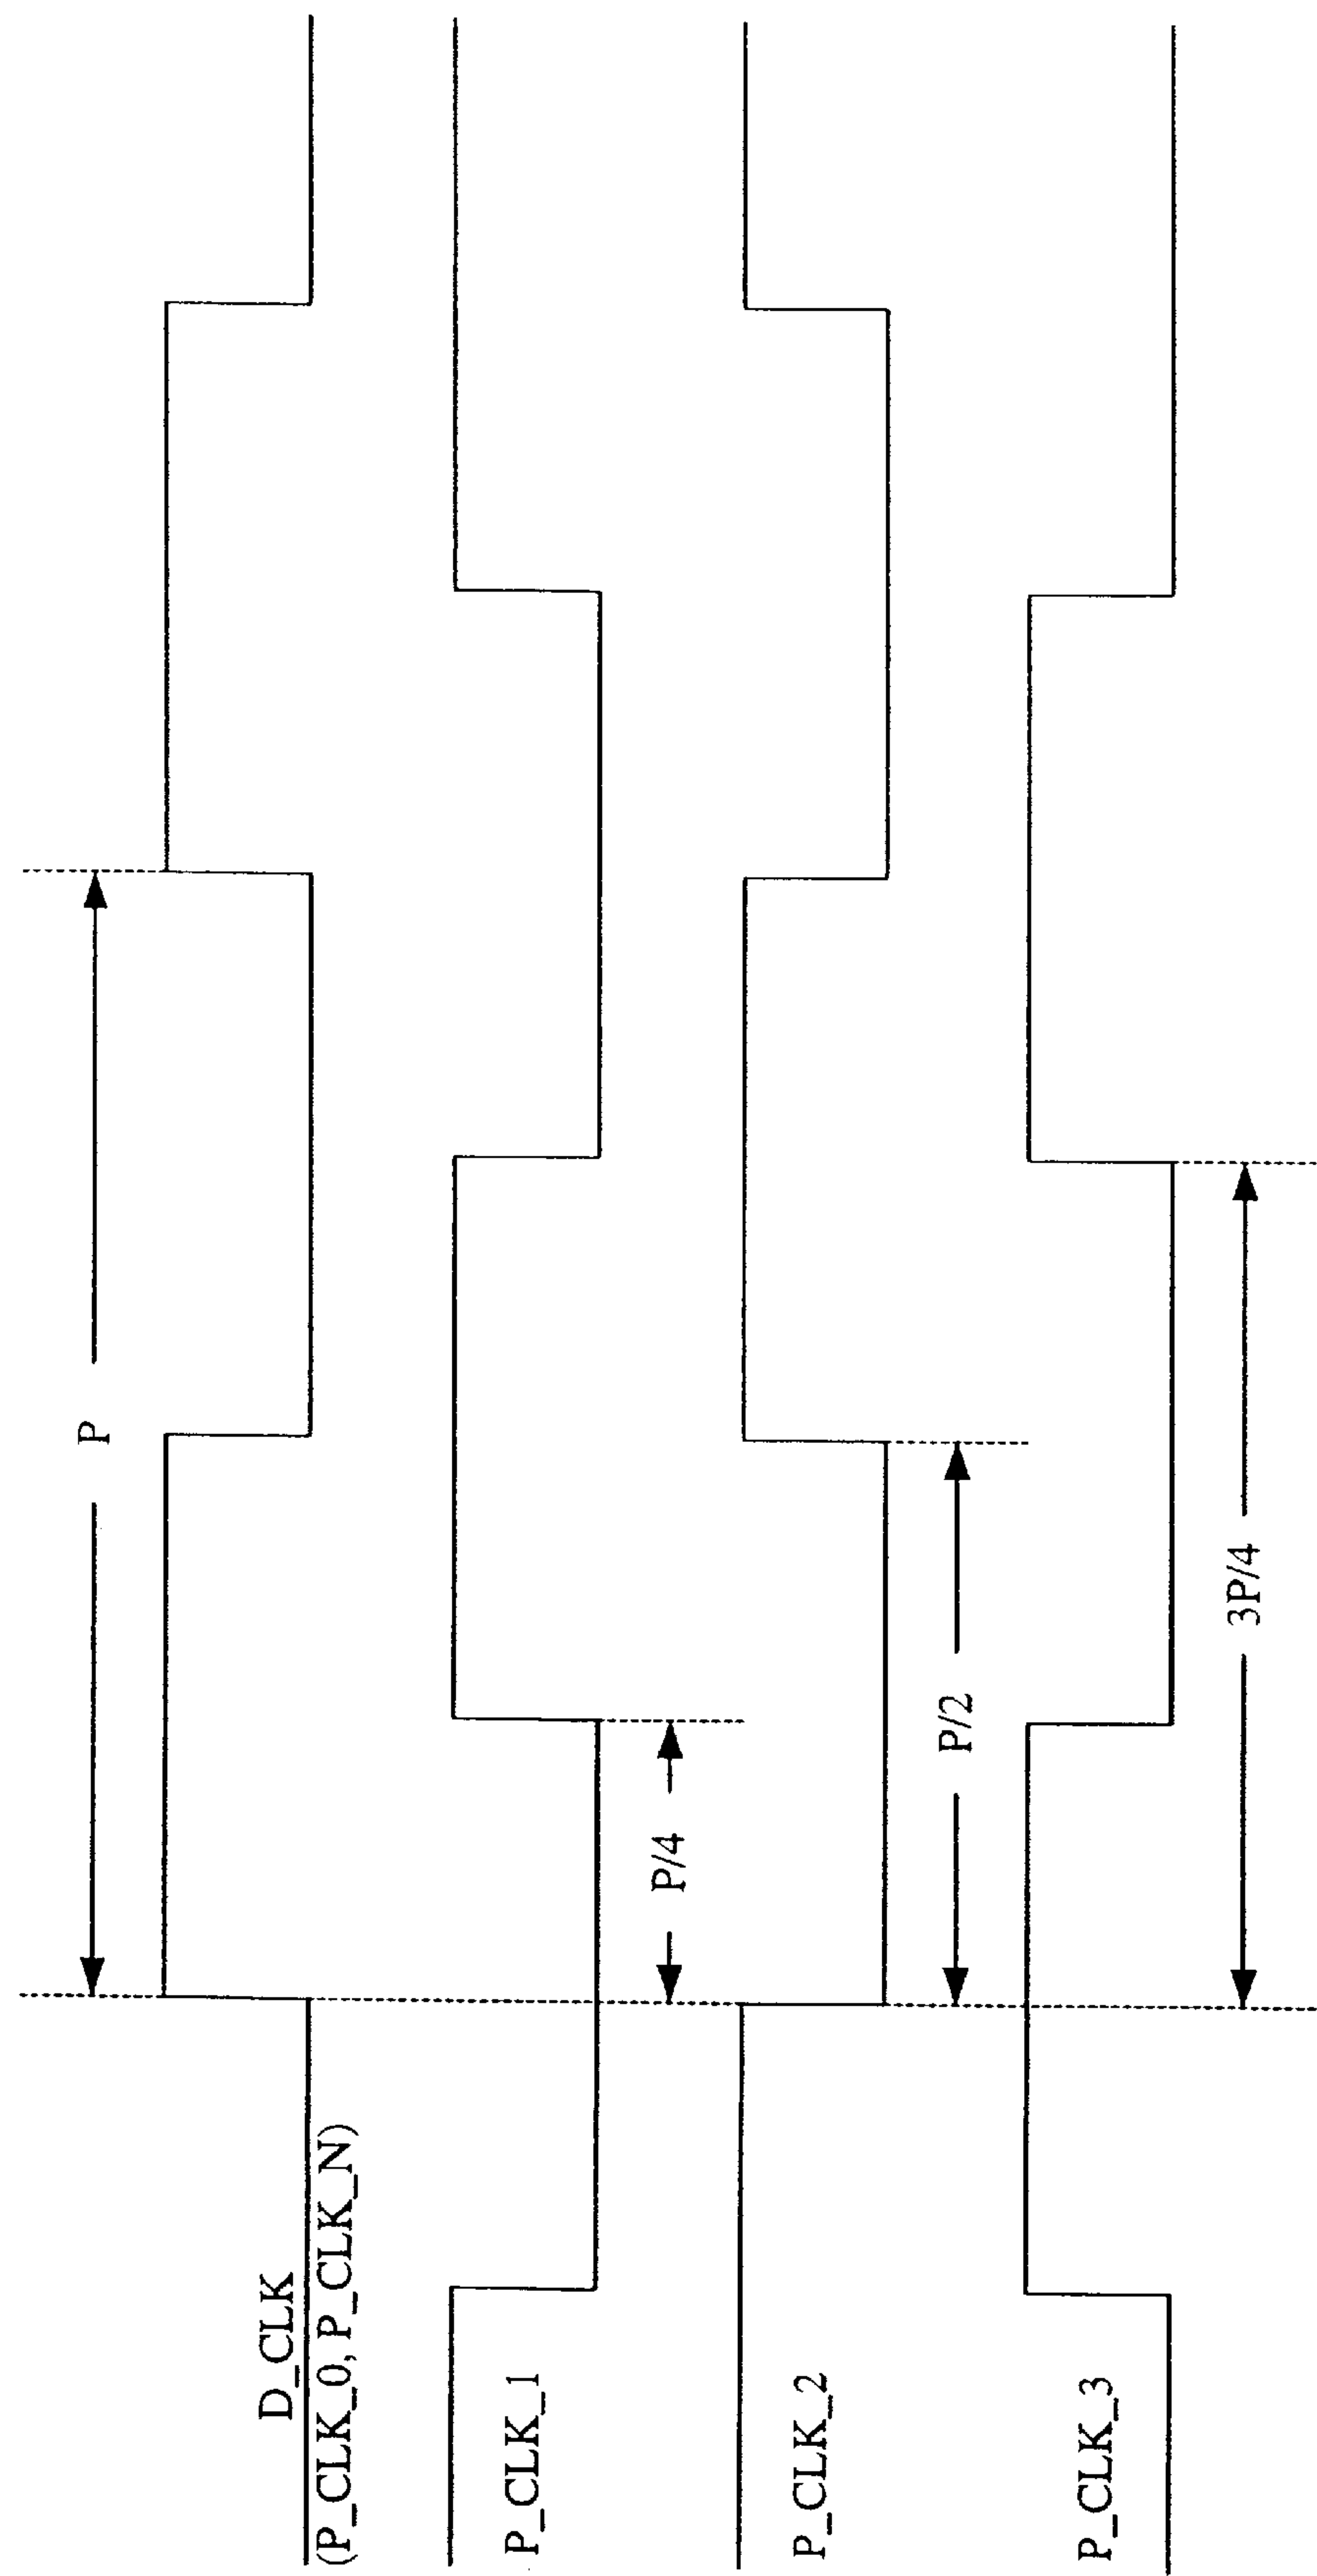 P
D_CLK
(P_CLK_0, P_CLK_N)
P_CLK_1
P/4
P_CLK_2
P/2
P_CLK_3
3P/4